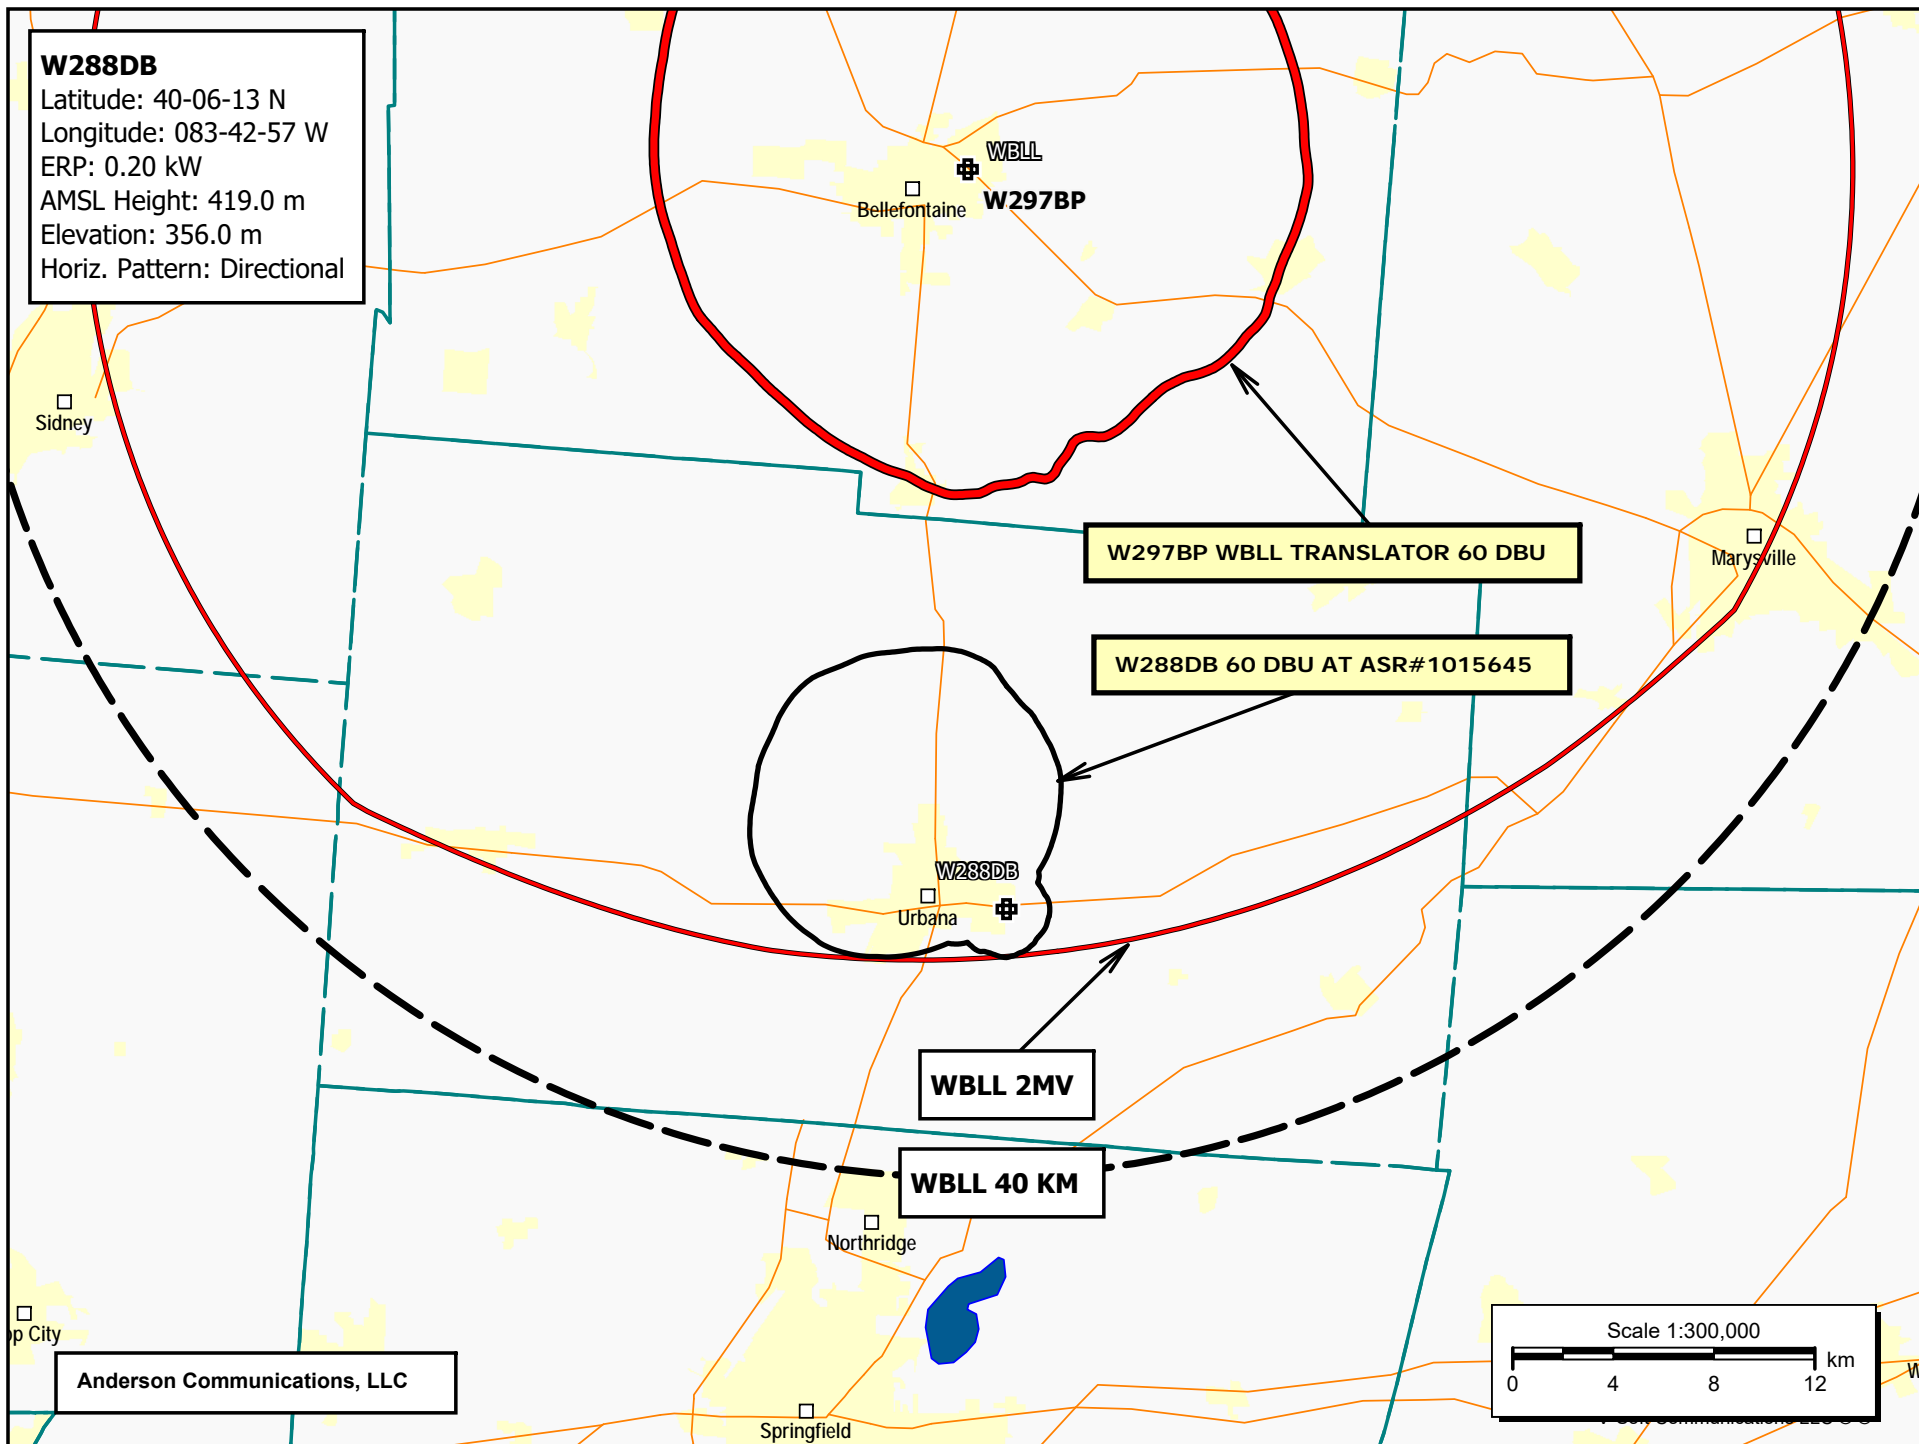 W288DB
Latitude: 40-06-13 N
Longitude: 083-42-57 W
ERP: 0.20 kW
AMSL Height: 419.0 m
Elevation: 356.0 m
Horiz. Pattern: Directional
WBLL
W297BP
Bellefontaine
Sidney
W297BP WBLL TRANSLATOR 60 DBU
Marysville
W288DB 60 DBU AT ASR#1015645
W288DB
Urbana
WBLL 2MV
WBLL 40 KM
Northridge
op City
Anderson Communications, LLC
Springfield
Scale 1:300,000
km
0 4 8 12